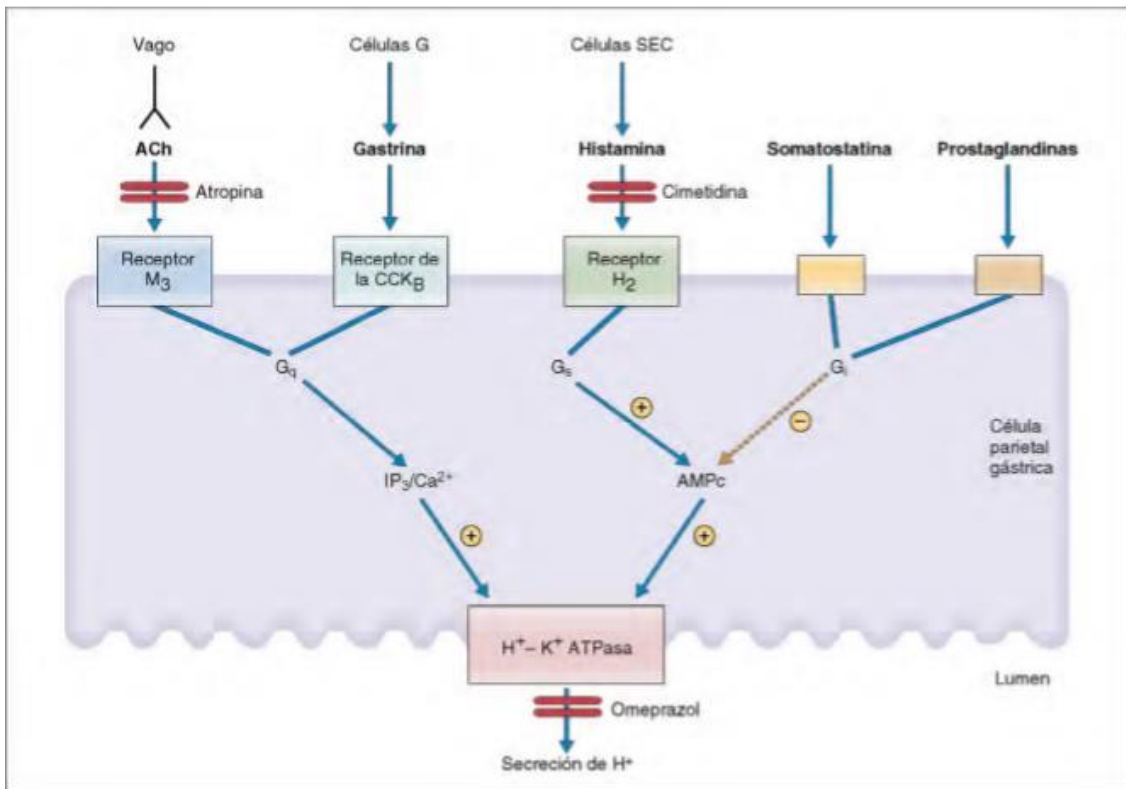 Vago
Células G
Células SEC
ACh
Gastrina
Histamina
Somatostatina
Prostaglandinas
Atropina
Cimetidina
Receptor
M3
Receptor de
la CCKB
Receptor
H2
Gq
Gs
Gi
+
−
Célula
parietal
gástrica
IP3/Ca2+
AMPc
+
+
H+– K+ ATPasa
Lumen
Omeprazol
Secreción de H+